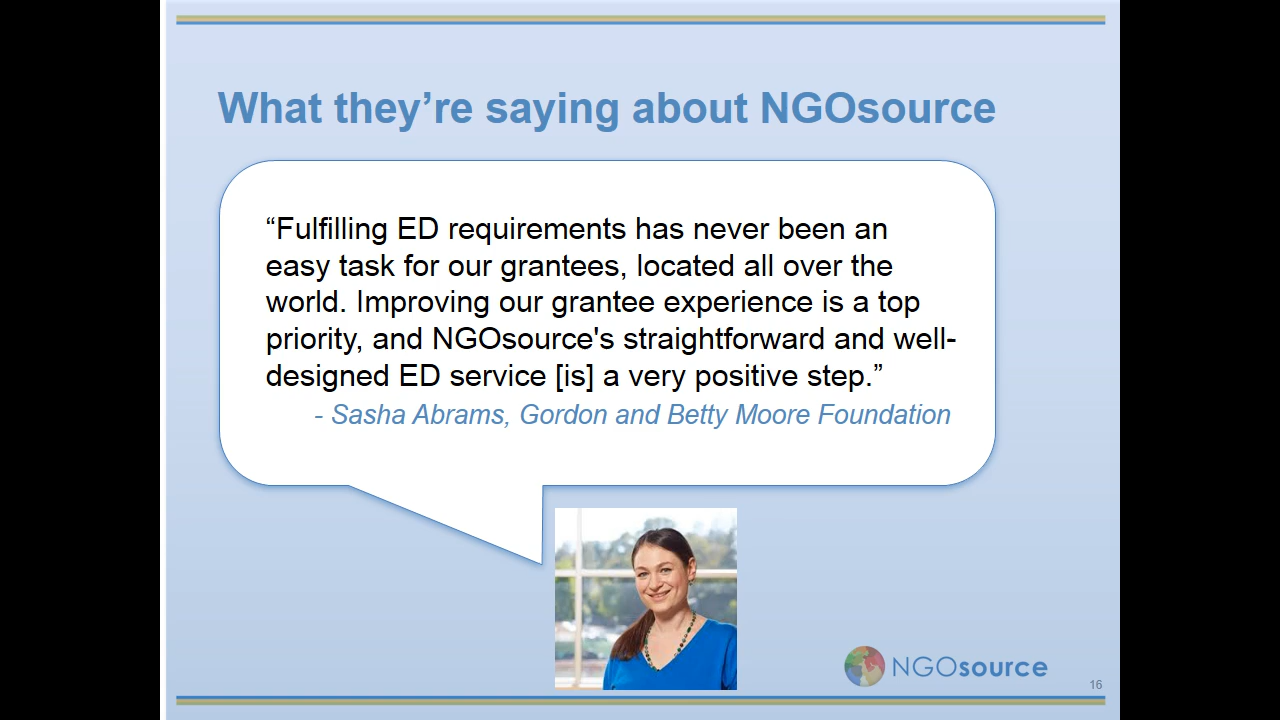 What they’re saying about NGOsource
“Fulfilling ED requirements has never been an
easy task for our grantees, located all over the
world. Improving our grantee experience is a top
priority, and NGOsource's straightforward and well-
designed ED service [is] a very positive step.”
- Sasha Abrams, Gordon and Betty Moore Foundation
NGOsource
16